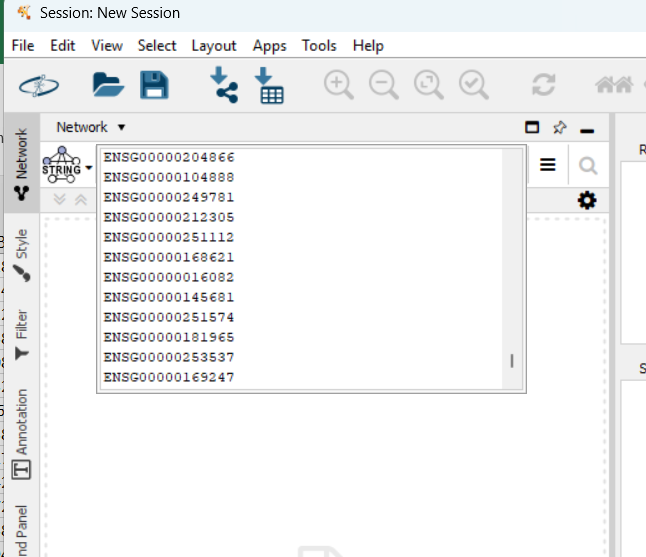 Session: New Session
File Edit View Select Layout Apps Tools Help
Network
Network
STRING
Style
Filter
Annotation
nd Panel
ENSG00000204866
ENSG00000104888
ENSG00000249781
ENSG00000212305
ENSG00000251112
ENSG00000168621
ENSG00000016082
ENSG00000145681
ENSG00000251574
ENSG00000181965
ENSG00000253537
ENSG00000169247